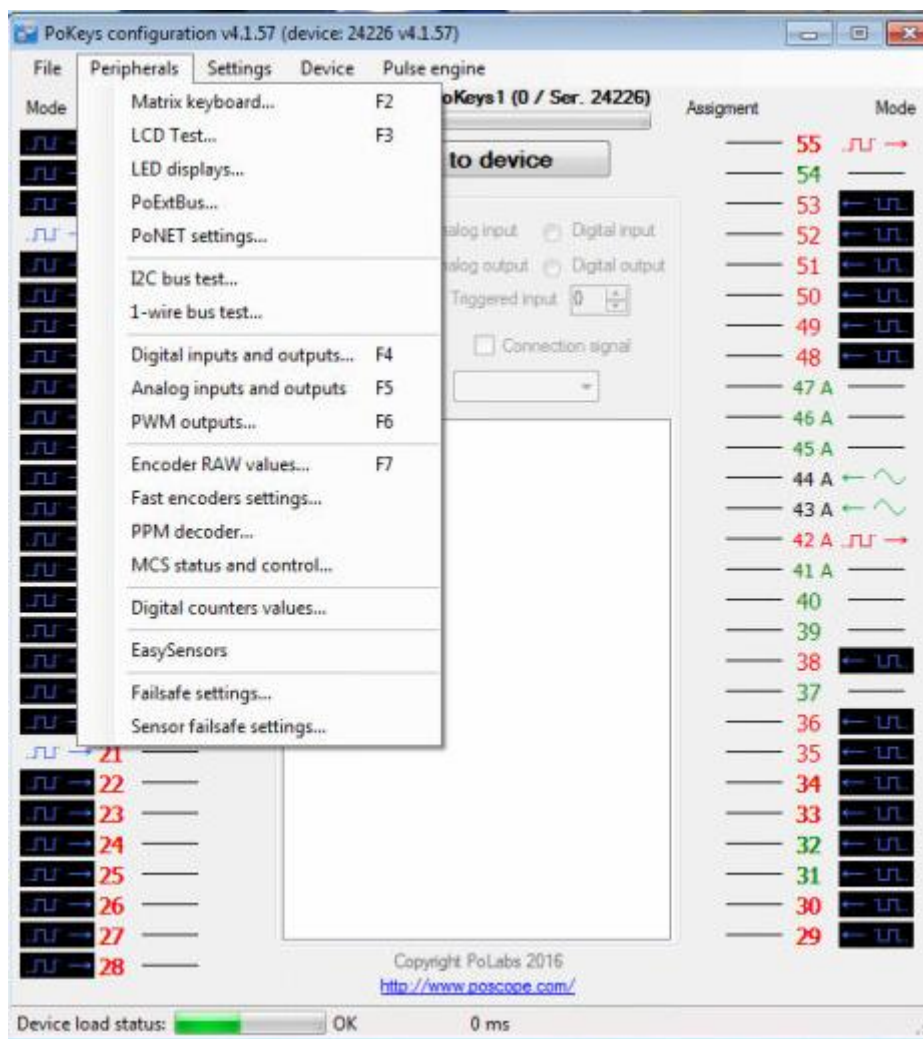 PoKeys configuration v4.1.57 (device: 24226 v4.1.57)
File Peripherals Settings Device Pulse engine
Mode
Matrix keyboard... F2
LCD Test... F3
LED displays...
PoExtBus...
PoNET settings...
I2C bus test...
1-wire bus test...
Digital inputs and outputs... F4
Analog inputs and outputs F5
PWM outputs... F6
Encoder RAW values... F7
Fast encoders settings...
PPM decoder...
MCS status and control...
Digital counters values...
EasySensors
Failsafe settings...
Sensor failsafe settings...
21
22
23
24
25
26
27
28
oKeys1 (0 / Ser. 24226)
to device
alog input Digital input
alog output Digital output
Triggered input 0
Connection signal
Copyright PoLabs 2016
http://www.poscope.com/
Assigment Mode
55
54
53
52
51
50
49
48
47 A
46 A
45 A
44 A
43 A
42 A
41 A
40
39
38
37
36
35
34
33
32
31
30
29
Device load status: OK 0 ms